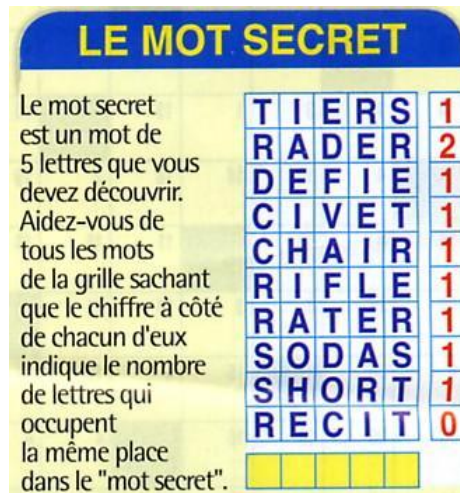 LE MOT SECRET
Le mot secret
est un mot de
5 lettres que vous
devez découvrir.
Aidez-vous de
tous les mots
de la grille sachant
que le chiffre à côté
de chacun d'eux
indique le nombre
de lettres qui
occupent
la même place
dans le "mot secret".
TIERS 1
RADER 2
DEFIE 1
CIVET 1
CHAIR 1
RIFLE 1
RATER 1
SODAS 1
SHORT 1
RECIT 0